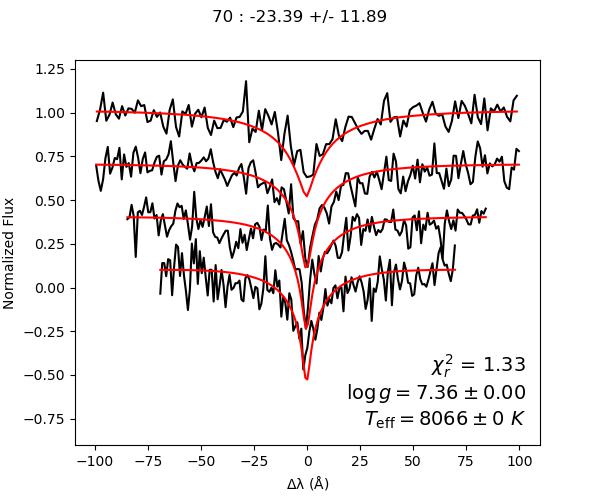 70 : -23.39 +/- 11.89
Normalized Flux
1.25
1.00
0.75
0.50
0.25
0.00
−0.25
−0.50
−0.75
χ²ᵣ = 1.33
log g = 7.36 ± 0.00
T_eff = 8066 ± 0 K
−100 −75 −50 −25 0 25 50 75 100
Δλ (Å)